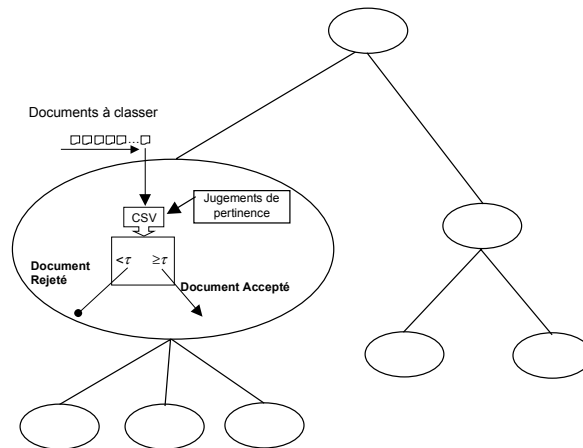 Documents à classer
...
CSV
Jugements de
pertinence
Document
Rejeté
<τ ≥τ
Document Accepté